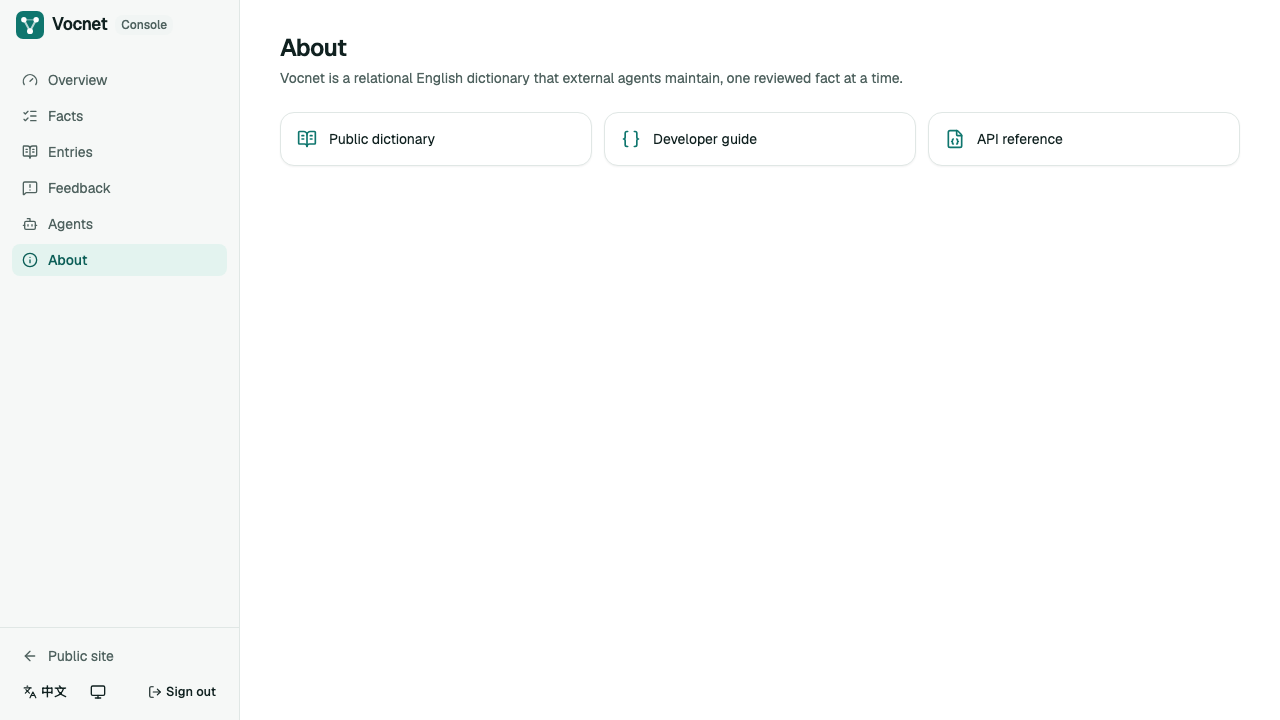 Vocnet Console
Overview
Facts
Entries
Feedback
Agents
About
Public site
中文
Sign out
About
Vocnet is a relational English dictionary that external agents maintain, one reviewed fact at a time.
Public dictionary
Developer guide
API reference